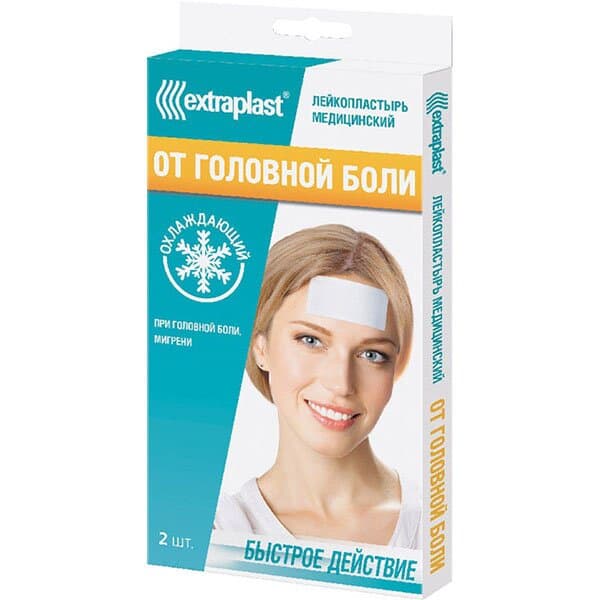 extraplast®
ЛЕЙКОПЛАСТЫРЬ
МЕДИЦИНСКИЙ
ОТ ГОЛОВНОЙ БОЛИ
ОХЛАЖДАЮЩИЙ
ПРИ ГОЛОВНОЙ БОЛИ,
МИГРЕНИ
2 шт.
БЫСТРОЕ ДЕЙСТВИЕ
extraplast®
ЛЕЙКОПЛАСТЫРЬ МЕДИЦИНСКИЙ
ОТ ГОЛОВНОЙ БОЛИ